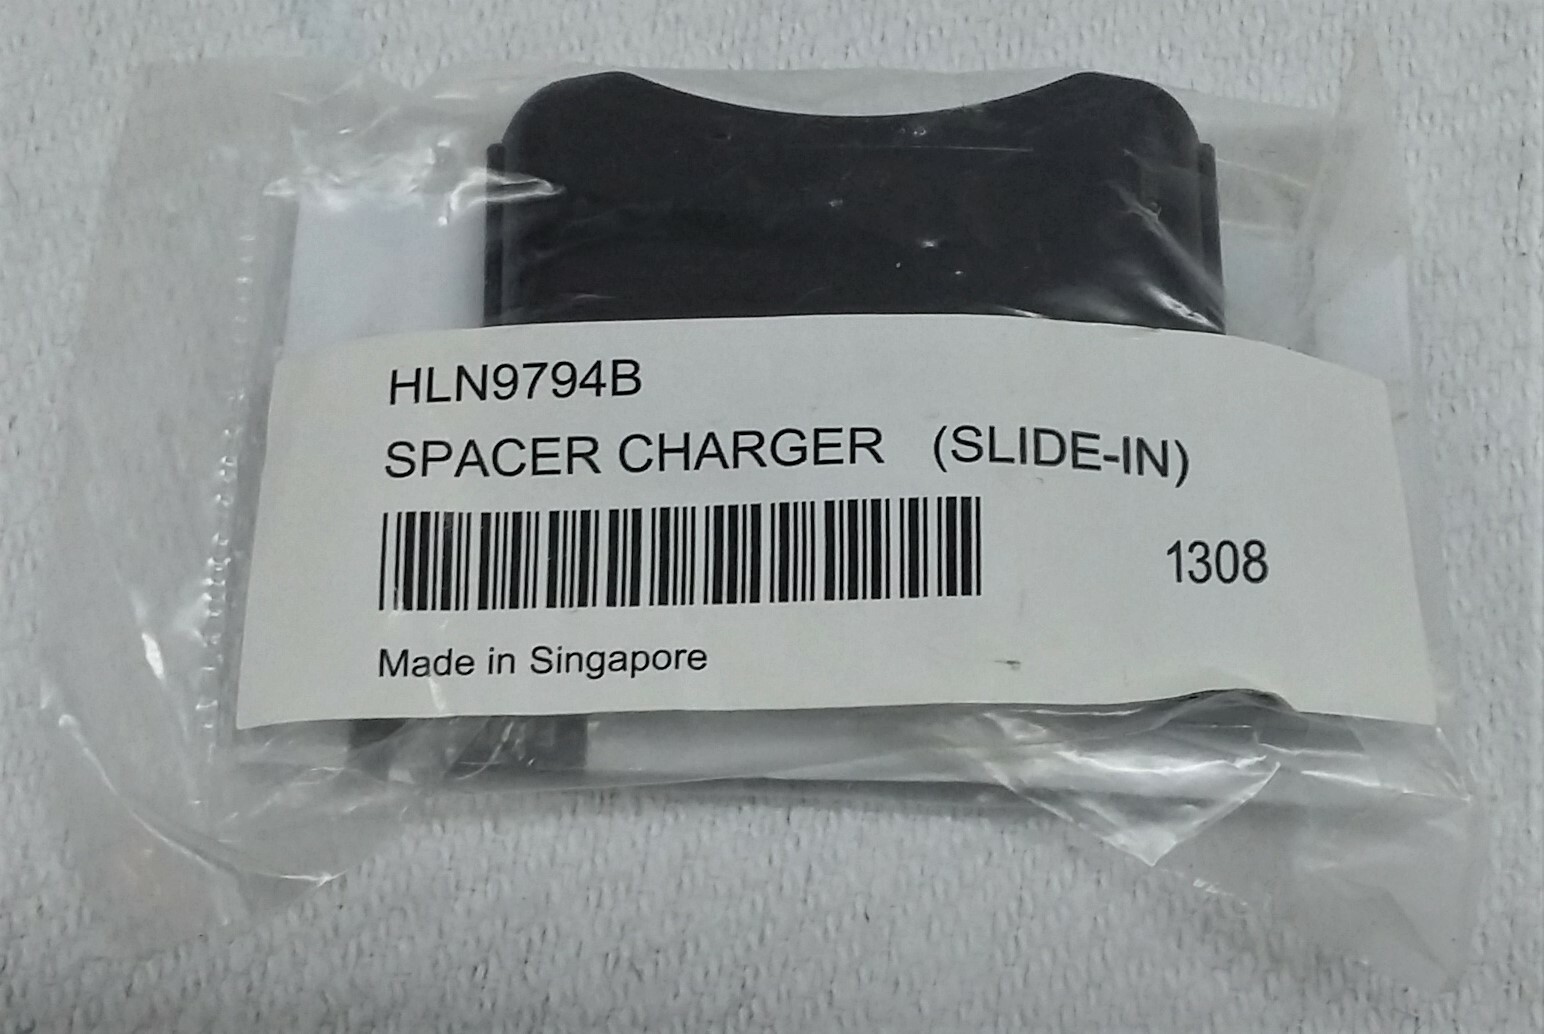 HLN9794B
SPACER CHARGER (SLIDE-IN)
1308
Made in Singapore